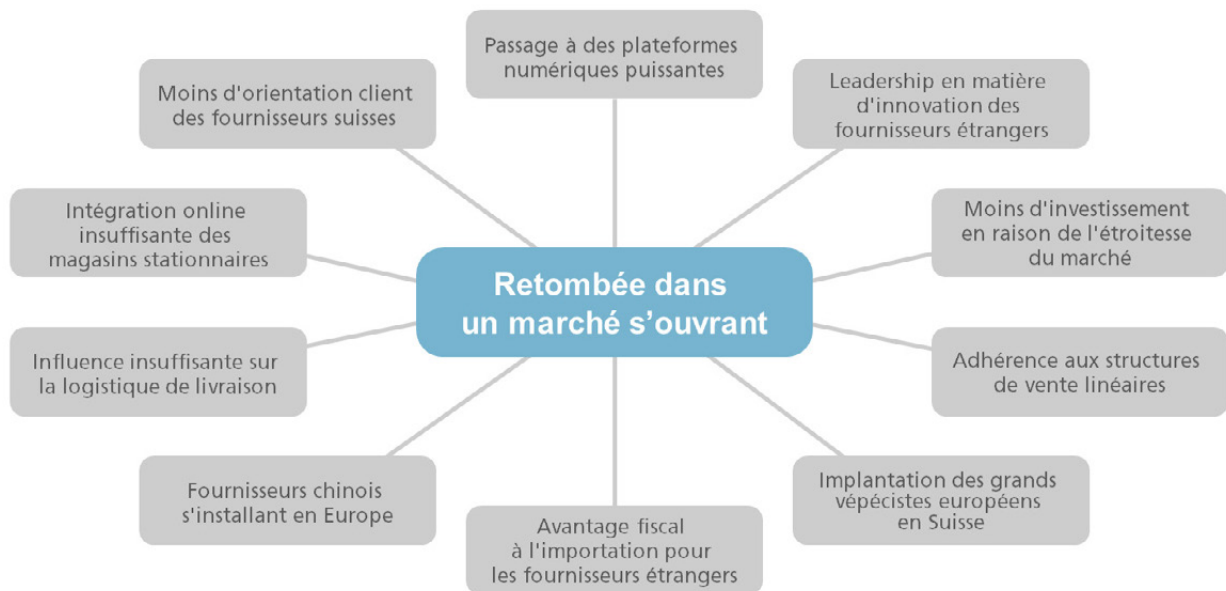 Passage à des plateformes
numériques puissantes
Moins d'orientation client
des fournisseurs suisses
Leadership en matière
d'innovation des
fournisseurs étrangers
Intégration online
insuffisante des
magasins stationnaires
Moins d'investissement
en raison de l'étroitesse
du marché
Retombée dans
un marché s’ouvrant
Influence insuffisante sur
la logistique de livraison
Adhérence aux structures
de vente linéaires
Fournisseurs chinois
s'installant en Europe
Avantage fiscal
à l'importation pour
les fournisseurs étrangers
Implantation des grands
vépécistes européens
en Suisse